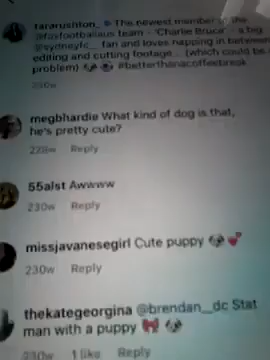 tararushton_ The newest member of the
@foxfootballaus team - 'Charlie Bruce' - a big
@sydneyfc_ fan and loves napping in between
editing and cutting footage... (which could be a
problem) #betterthanacoffeebreak
230w
megbhardie What kind of dog is that,
he's pretty cute?
229w Reply
55alst Awwww
230w Reply
missjavanesegirl Cute puppy 🐶💕
230w Reply
thekategeorgina @brendan__dc Stat
man with a puppy 🎀🐶
230w 1 like Reply